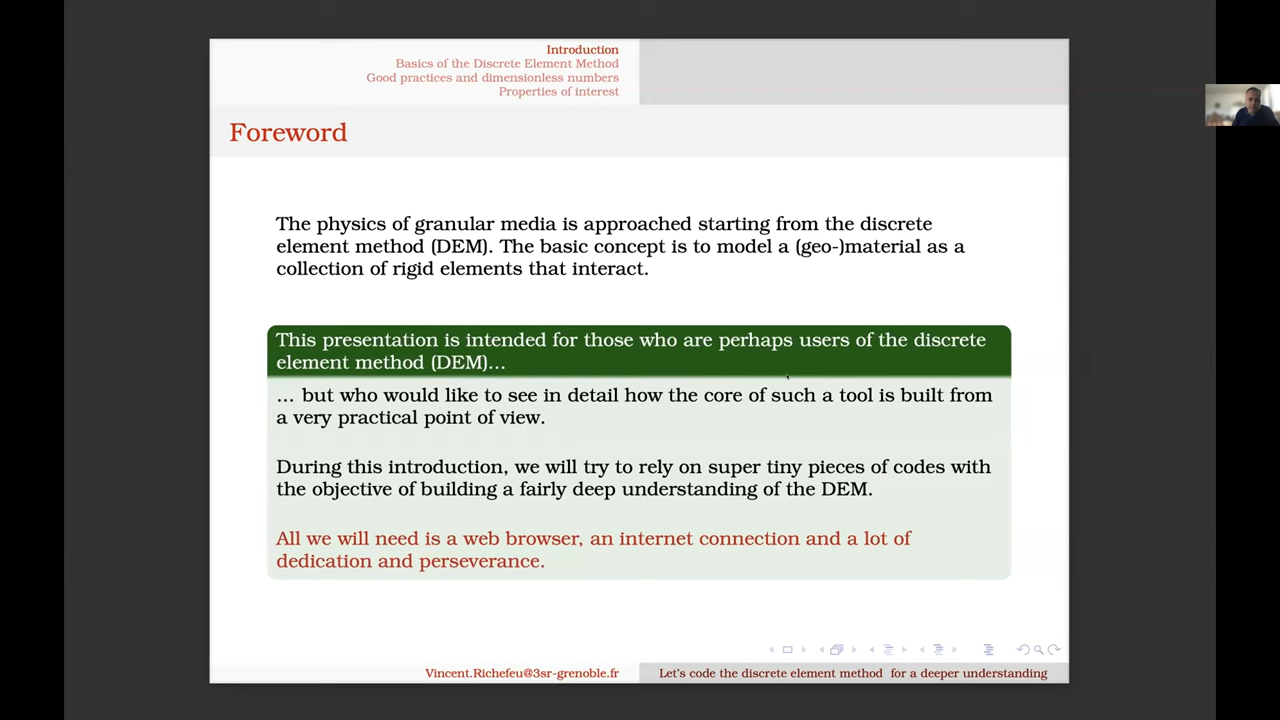 Introduction
Basics of the Discrete Element Method
Good practices and dimensionless numbers
Properties of interest
Foreword
The physics of granular media is approached starting from the discrete
element method (DEM). The basic concept is to model a (geo-)material as a
collection of rigid elements that interact.
This presentation is intended for those who are perhaps users of the discrete
element method (DEM)...
... but who would like to see in detail how the core of such a tool is built from
a very practical point of view.
During this introduction, we will try to rely on super tiny pieces of codes with
the objective of building a fairly deep understanding of the DEM.
All we will need is a web browser, an internet connection and a lot of
dedication and perseverance.
Vincent.Richefeu@3sr-grenoble.fr
Let's code the discrete element method for a deeper understanding